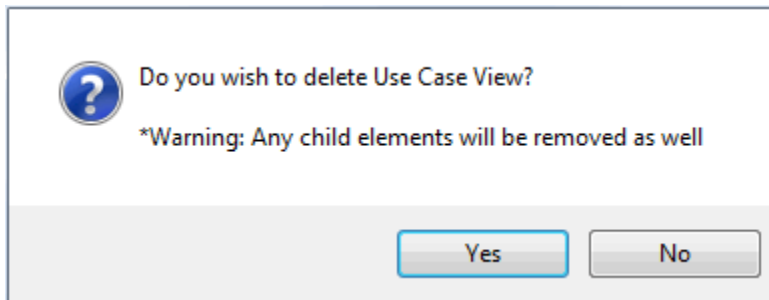 Do you wish to delete Use Case View?
*Warning: Any child elements will be removed as well
Yes
No